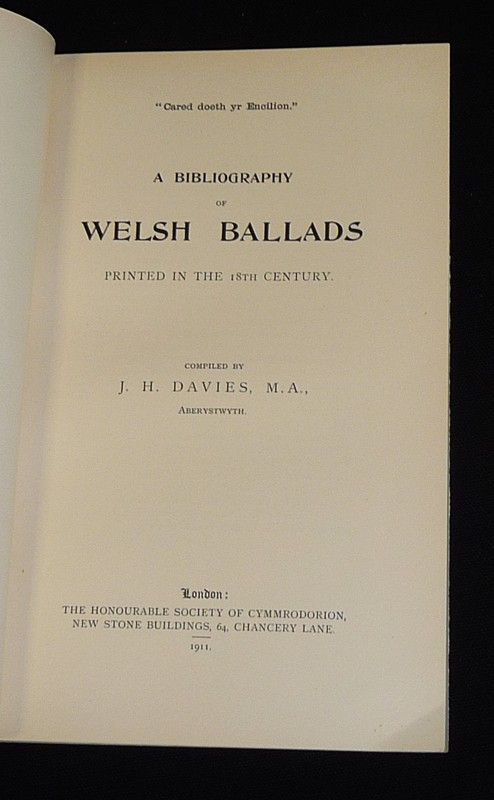 "Cared doeth yr Encilion."
A BIBLIOGRAPHY
OF
WELSH BALLADS
PRINTED IN THE 18TH CENTURY.
COMPILED BY
J. H. DAVIES, M.A.,
ABERYSTWYTH.
London:
THE HONOURABLE SOCIETY OF CYMMRODORION,
NEW STONE BUILDINGS, 64, CHANCERY LANE.
1911.